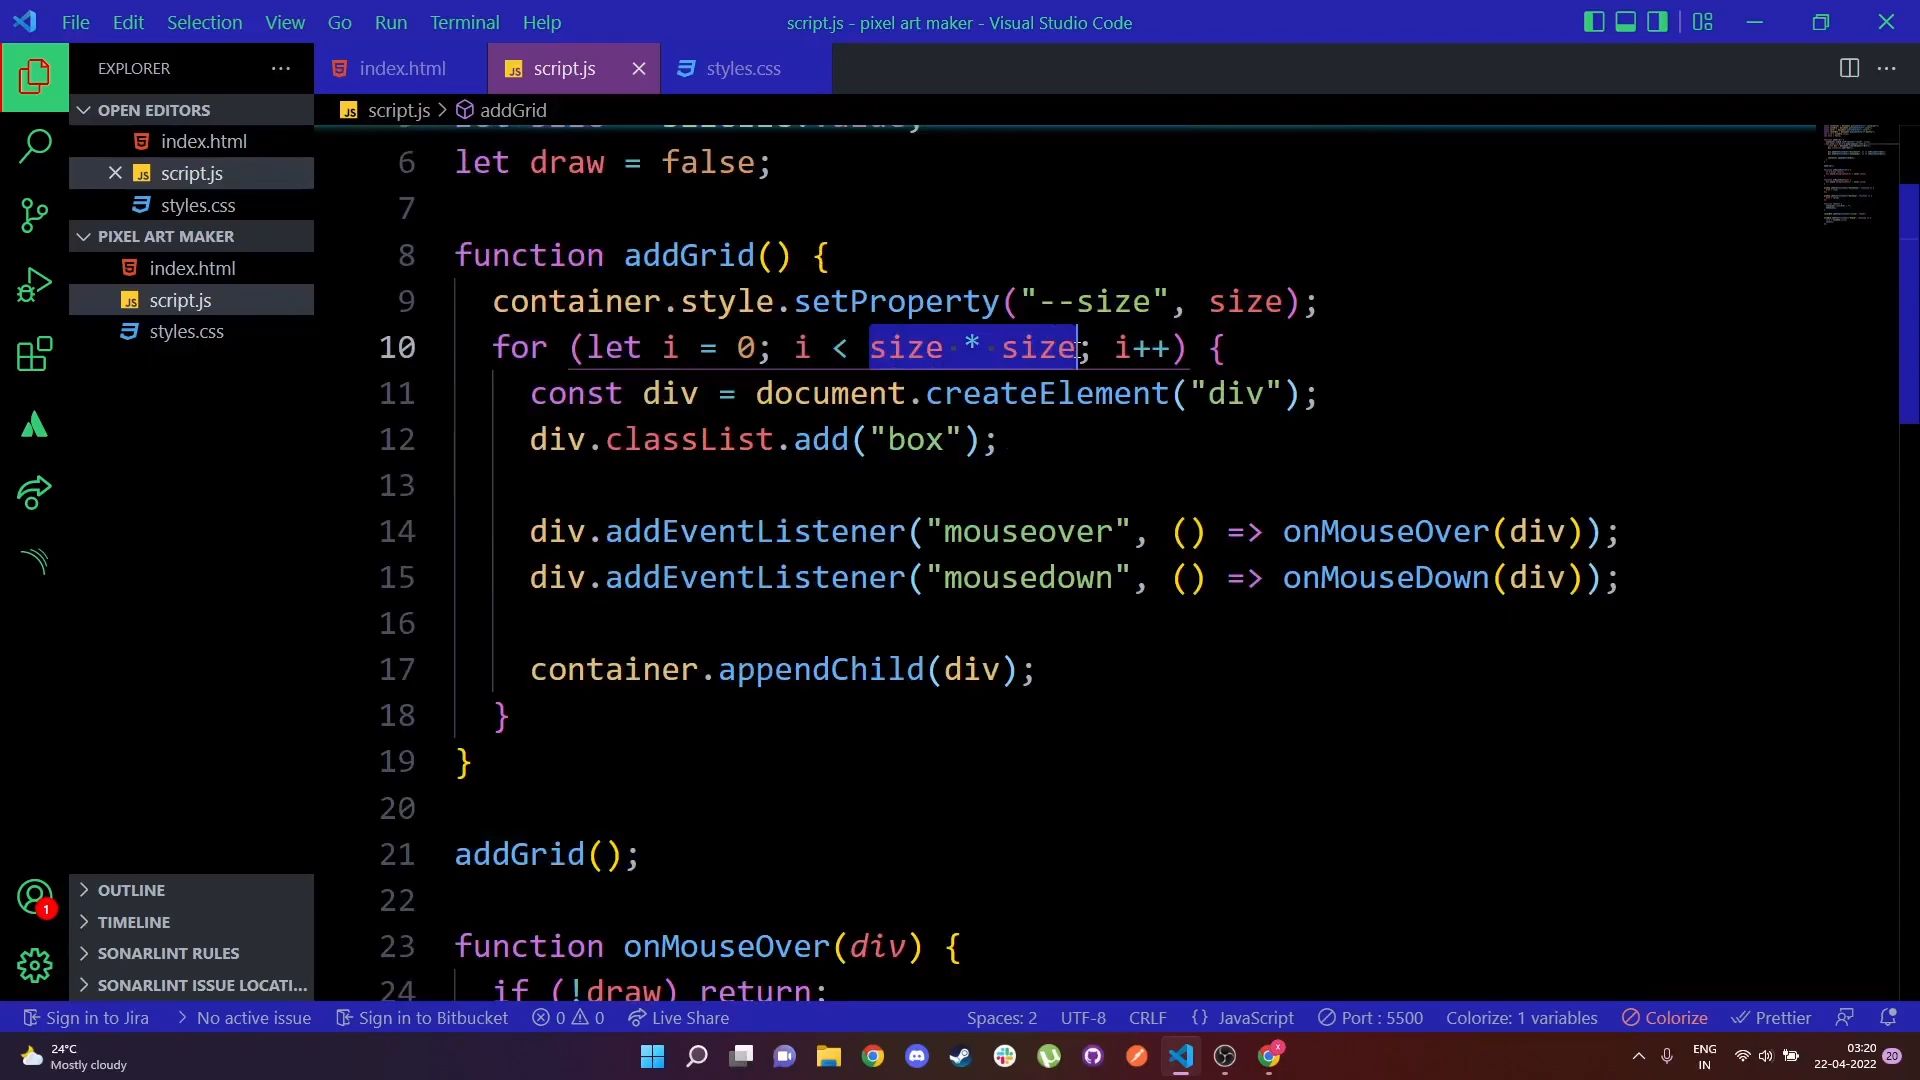 File Edit Selection View Go Run Terminal Help
script.js - pixel art maker - Visual Studio Code
EXPLORER
index.html
script.js
styles.css
OPEN EDITORS
index.html
script.js
styles.css
PIXEL ART MAKER
index.html
script.js
styles.css
OUTLINE
TIMELINE
SONARLINT RULES
SONARLINT ISSUE LOCATI...
1
script.js > addGrid
6 let draw = false;
7
8 function addGrid() {
9 container.style.setProperty("--size", size);
10 for (let i = 0; i < size * size; i++) {
11 const div = document.createElement("div");
12 div.classList.add("box");
13
14 div.addEventListener("mouseover", () => onMouseOver(div));
15 div.addEventListener("mousedown", () => onMouseDown(div));
16
17 container.appendChild(div);
18 }
19 }
20
21 addGrid();
22
23 function onMouseOver(div) {
24 if (!draw) return;
Sign in to Jira
No active issue
Sign in to Bitbucket
0 0
Live Share
Spaces: 2
UTF-8
CRLF
{} JavaScript
Port : 5500
Colorize: 1 variables
Colorize
Prettier
24°C
Mostly cloudy
ENG
IN
03:20
22-04-2022
20